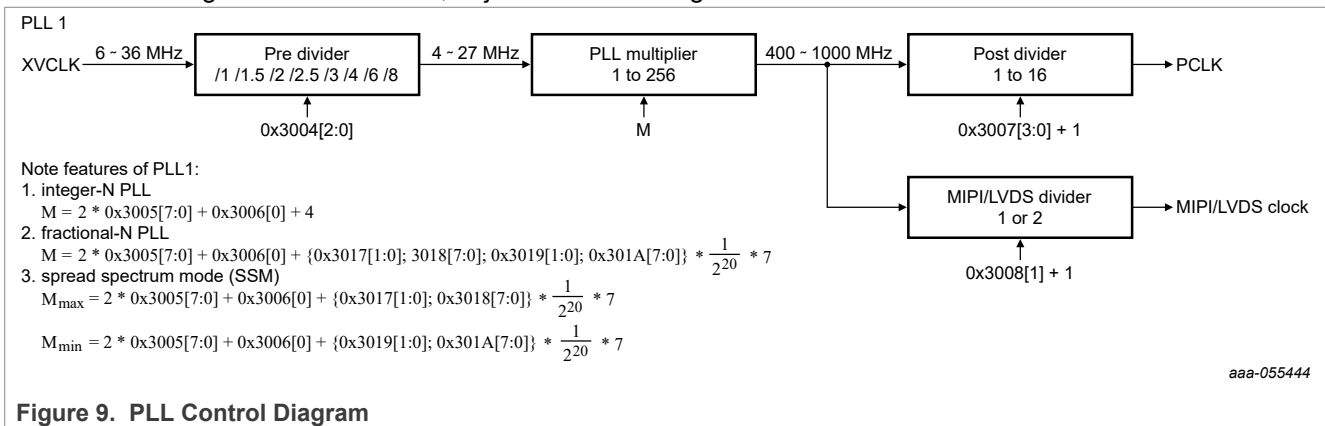 PLL 1
XVCLK 6 ~ 36 MHz
Pre divider
/1 /1.5 /2 /2.5 /3 /4 /6 /8
0x3004[2:0]
4 ~ 27 MHz
PLL multiplier
1 to 256
M
400 ~ 1000 MHz
Post divider
1 to 16
0x3007[3:0] + 1
PCLK
MIPI/LVDS divider
1 or 2
0x3008[1] + 1
MIPI/LVDS clock
Note features of PLL1:
1. integer-N PLL
M = 2 * 0x3005[7:0] + 0x3006[0] + 4
2. fractional-N PLL
M = 2 * 0x3005[7:0] + 0x3006[0] + {0x3017[1:0]; 3018[7:0]; 0x3019[1:0]; 0x301A[7:0]} * 1/2^20 * 7
3. spread spectrum mode (SSM)
Mmax = 2 * 0x3005[7:0] + 0x3006[0] + {0x3017[1:0]; 0x3018[7:0]} * 1/2^20 * 7
Mmin = 2 * 0x3005[7:0] + 0x3006[0] + {0x3019[1:0]; 0x301A[7:0]} * 1/2^20 * 7
aaa-055444
Figure 9. PLL Control Diagram